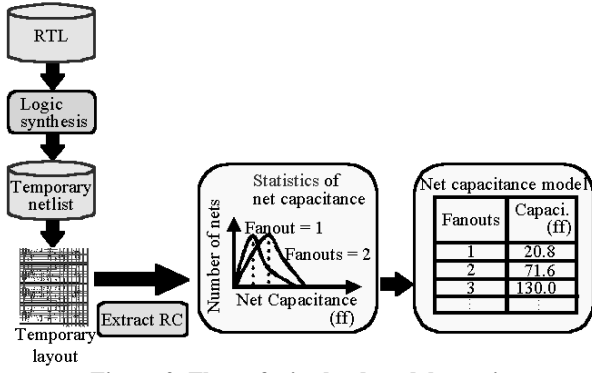 RTL
Logic
synthesis
Temporary
netlist
Temporary
layout
Extract RC
Statistics of
net capacitance
Number of nets
Fanout = 1
Fanouts = 2
Net Capacitance
(ff)
Net capacitance model
Fanouts Capaci.
(ff)
1 20.8
2 71.6
3 130.0